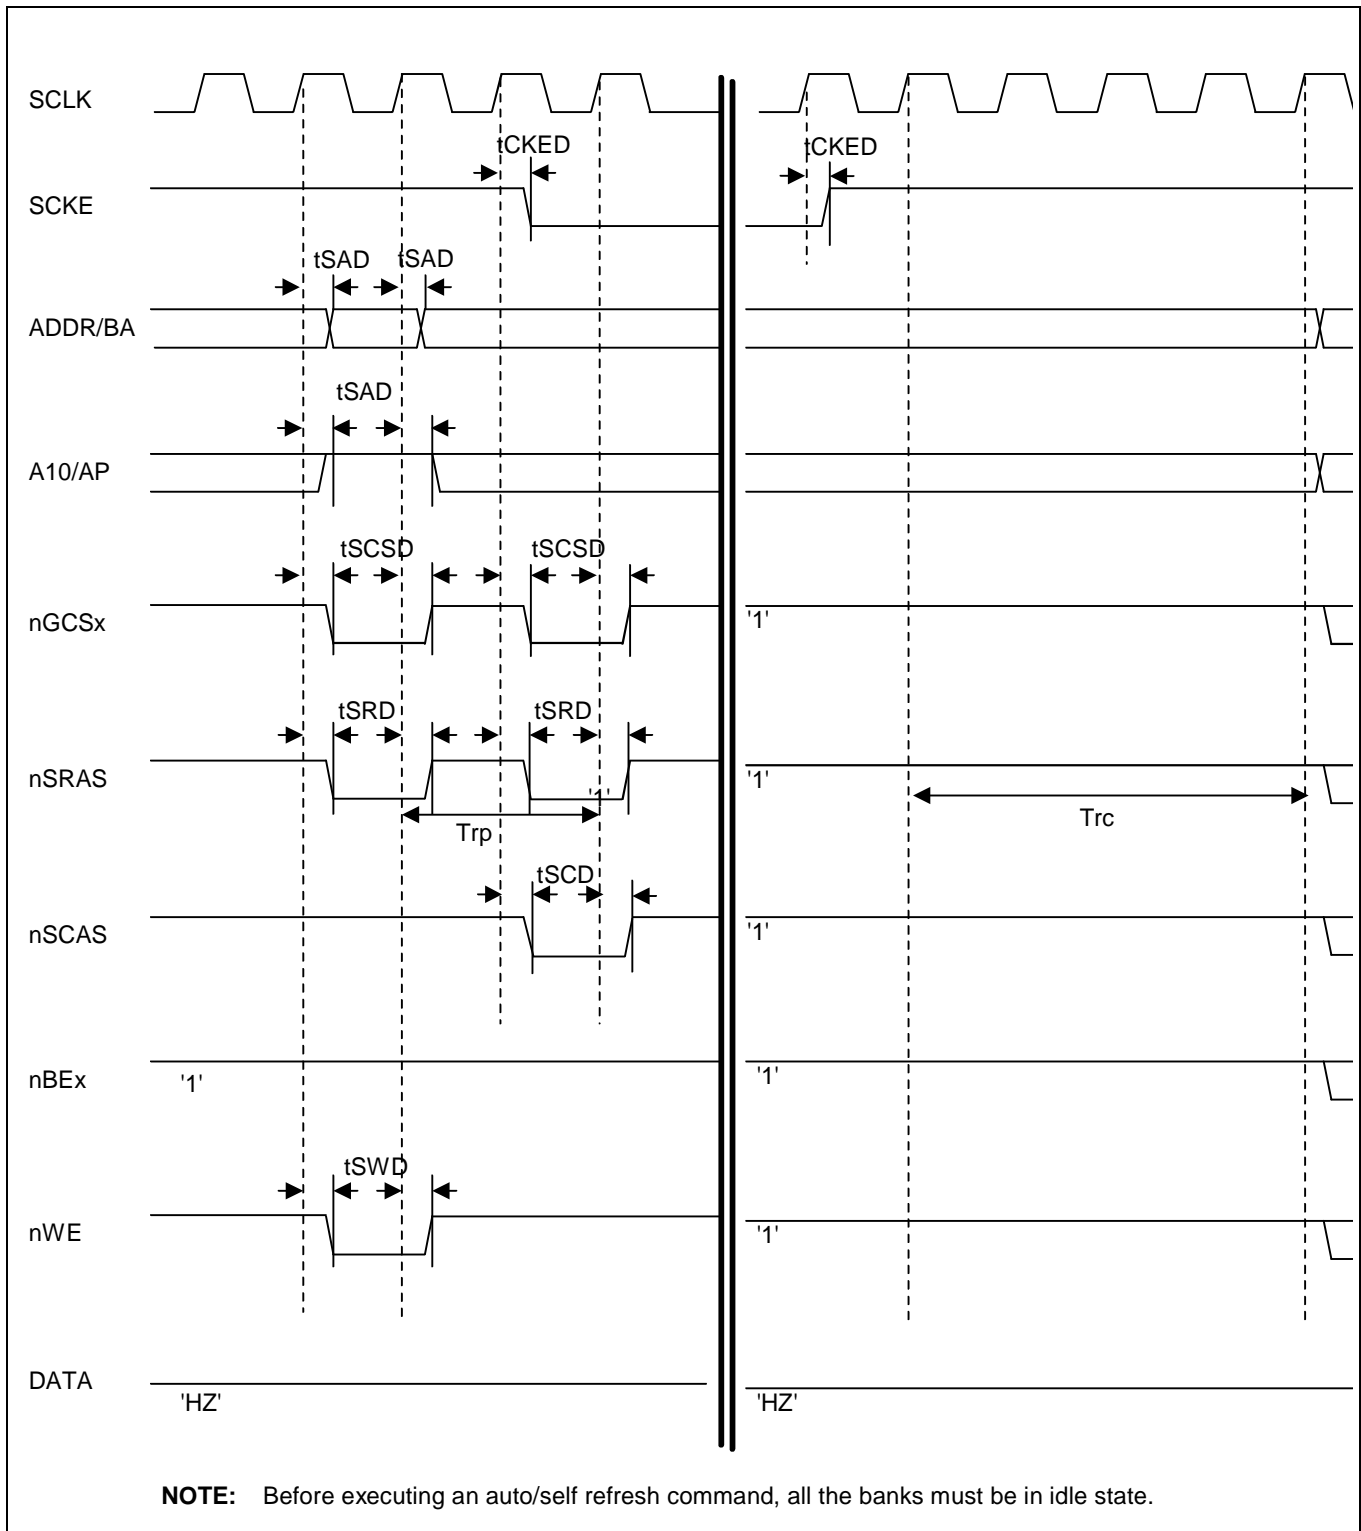 SCLK
tCKED
tCKED
SCKE
tSAD
tSAD
ADDR/BA
tSAD
A10/AP
tSCSD
tSCSD
nGCSx
'1'
tSRD
tSRD
nSRAS
'1'
'1'
Trp
Trc
tSCD
nSCAS
'1'
nBEx
'1'
'1'
tSWD
nWE
'1'
DATA
'HZ'
'HZ'
NOTE: Before executing an auto/self refresh command, all the banks must be in idle state.